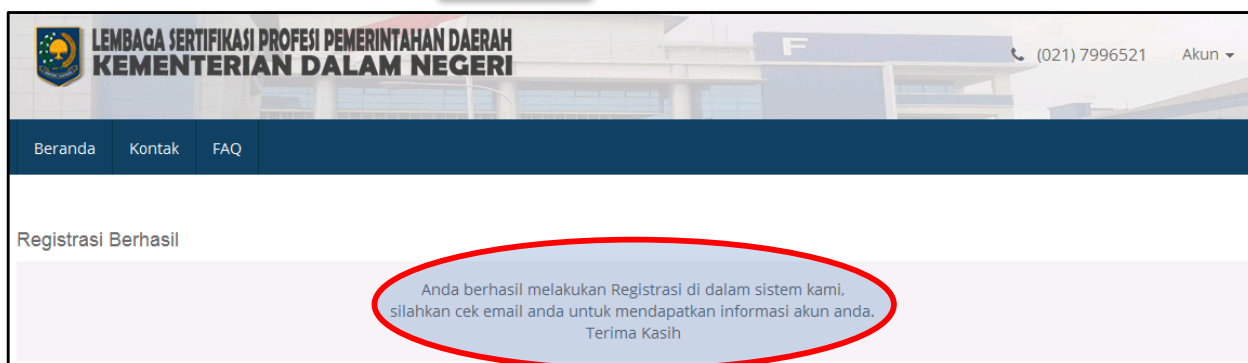 LEMBAGA SERTIFIKASI PROFESI PEMERINTAHAN DAERAH
KEMENTERIAN DALAM NEGERI
(021) 7996521
Akun
Beranda
Kontak
FAQ
Registrasi Berhasil
Anda berhasil melakukan Registrasi di dalam sistem kami,
silahkan cek email anda untuk mendapatkan informasi akun anda.
Terima Kasih